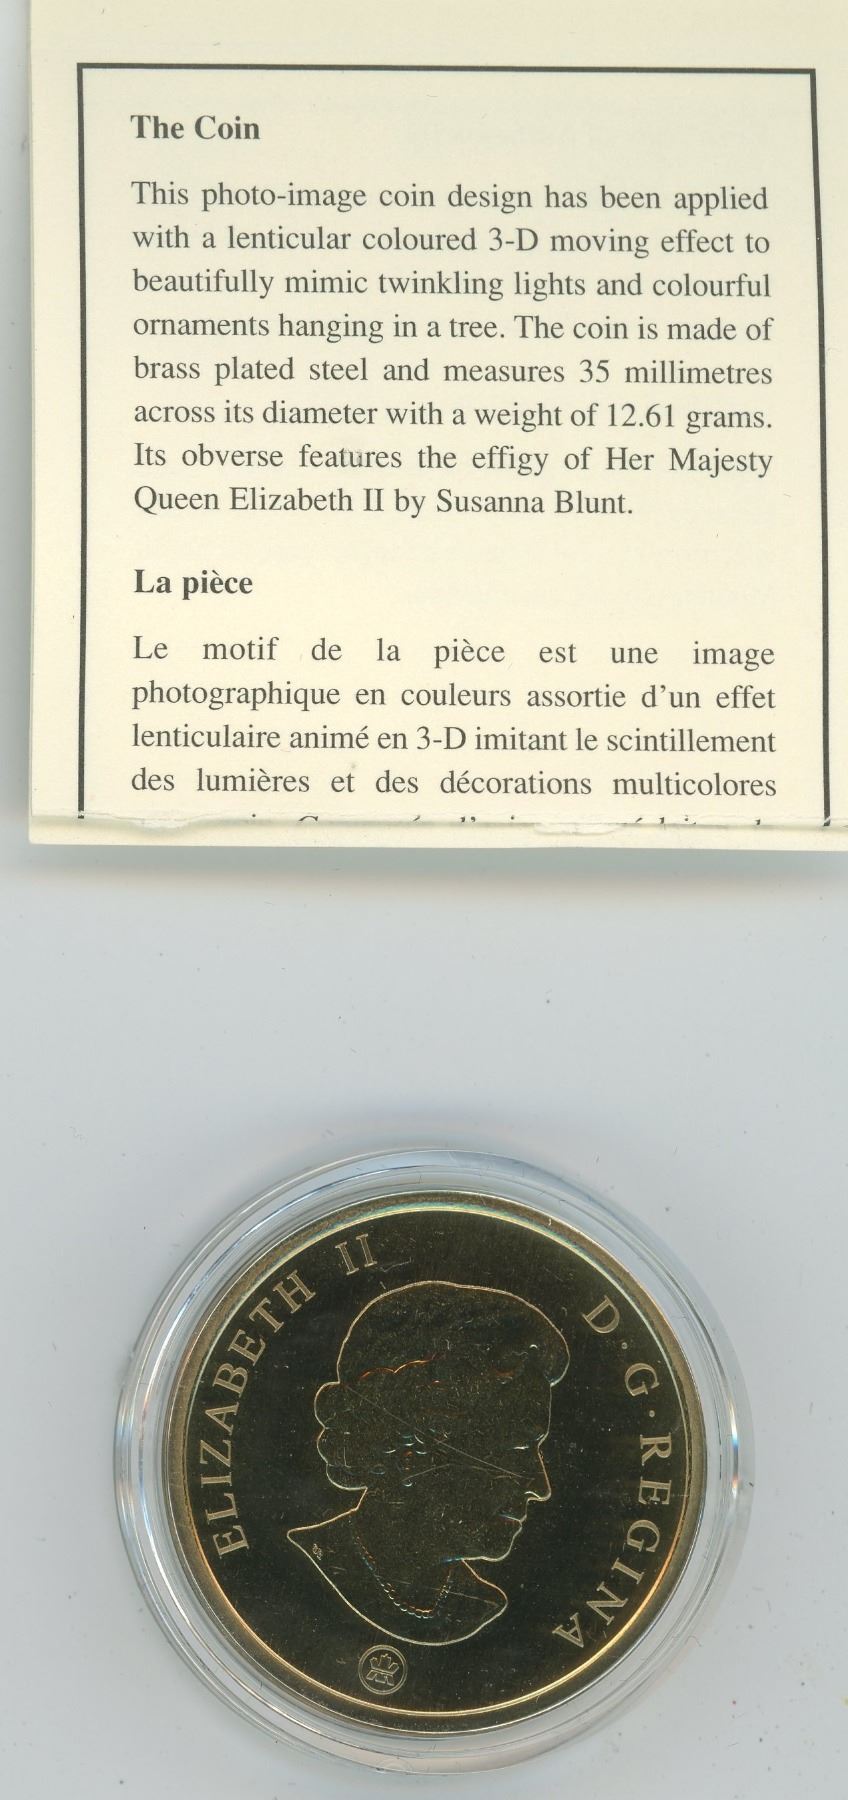 The Coin
This photo-image coin design has been applied
with a lenticular coloured 3-D moving effect to
beautifully mimic twinkling lights and colourful
ornaments hanging in a tree. The coin is made of
brass plated steel and measures 35 millimetres
across its diameter with a weight of 12.61 grams.
Its obverse features the effigy of Her Majesty
Queen Elizabeth II by Susanna Blunt.
La pièce
Le motif de la pièce est une image
photographique en couleurs assortie d'un effet
lenticulaire animé en 3-D imitant le scintillement
des lumières et des décorations multicolores
ELIZABETH II
D·G·REGINA